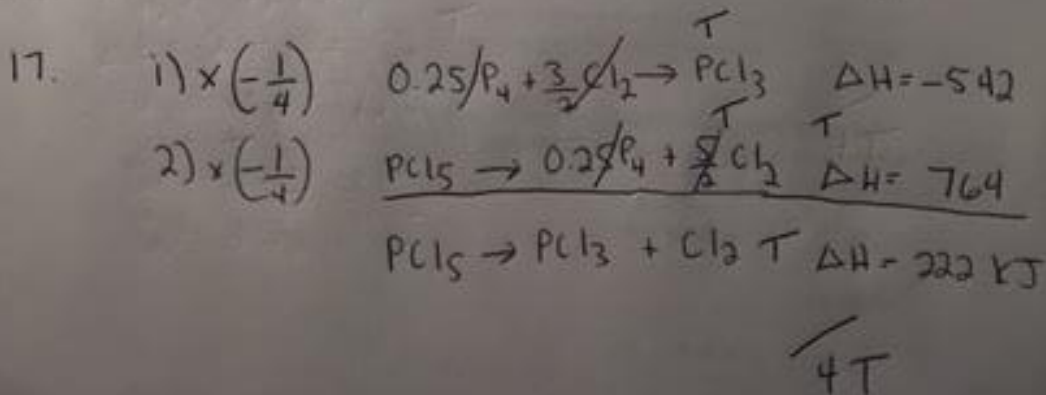 T
17. 1) × (-1/4) 0.25 P₄ + 3/2 Cl₂ → PCl₃ ΔH = -542
T T
2) × (-1/4) PCl₅ → 0.25 P₄ + 5/2 Cl₂ ΔH = 764
PCl₅ → PCl₃ + Cl₂ T ΔH = 222 kJ
/4T